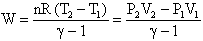 W = nR (T₂ − T₁) / γ − 1 = P₂V₂ − P₁V₁ / γ − 1